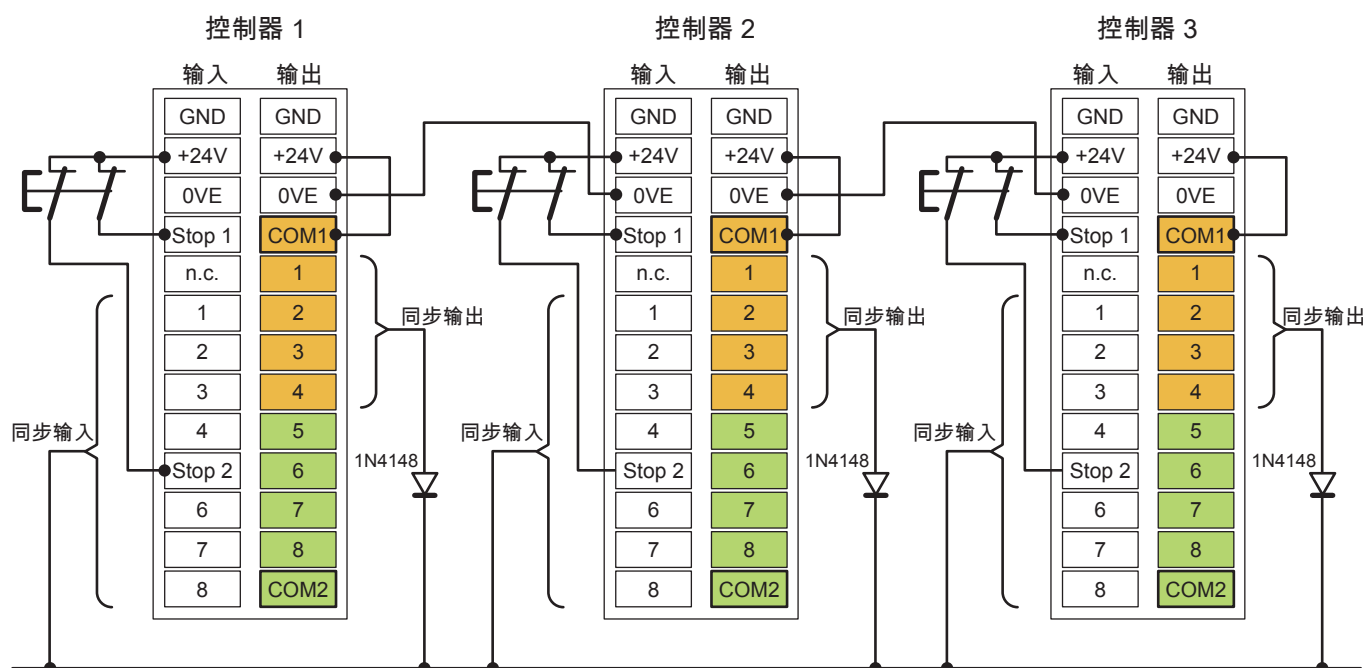 控制器 1
输入 输出
GND GND
+24V +24V
0VE 0VE
Stop 1 COM1
n.c. 1
1 2
2 3
3 4
4 5
Stop 2 6
6 7
7 8
8 COM2
同步输出
同步输入
1N4148
控制器 2
输入 输出
GND GND
+24V +24V
0VE 0VE
Stop 1 COM1
n.c. 1
1 2
2 3
3 4
4 5
Stop 2 6
6 7
7 8
8 COM2
同步输出
同步输入
1N4148
控制器 3
输入 输出
GND GND
+24V +24V
0VE 0VE
Stop 1 COM1
n.c. 1
1 2
2 3
3 4
4 5
Stop 2 6
6 7
7 8
8 COM2
同步输出
同步输入
1N4148